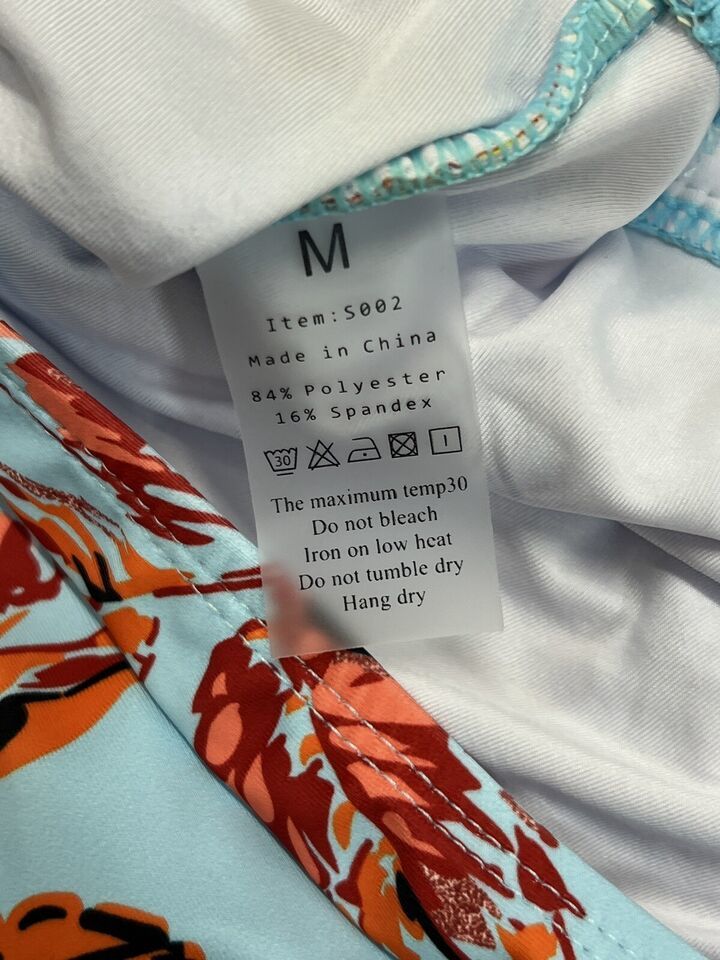 M
Item:S002
Made in China
84% Polyester
16% Spandex
30
The maximum temp30
Do not bleach
Iron on low heat
Do not tumble dry
Hang dry